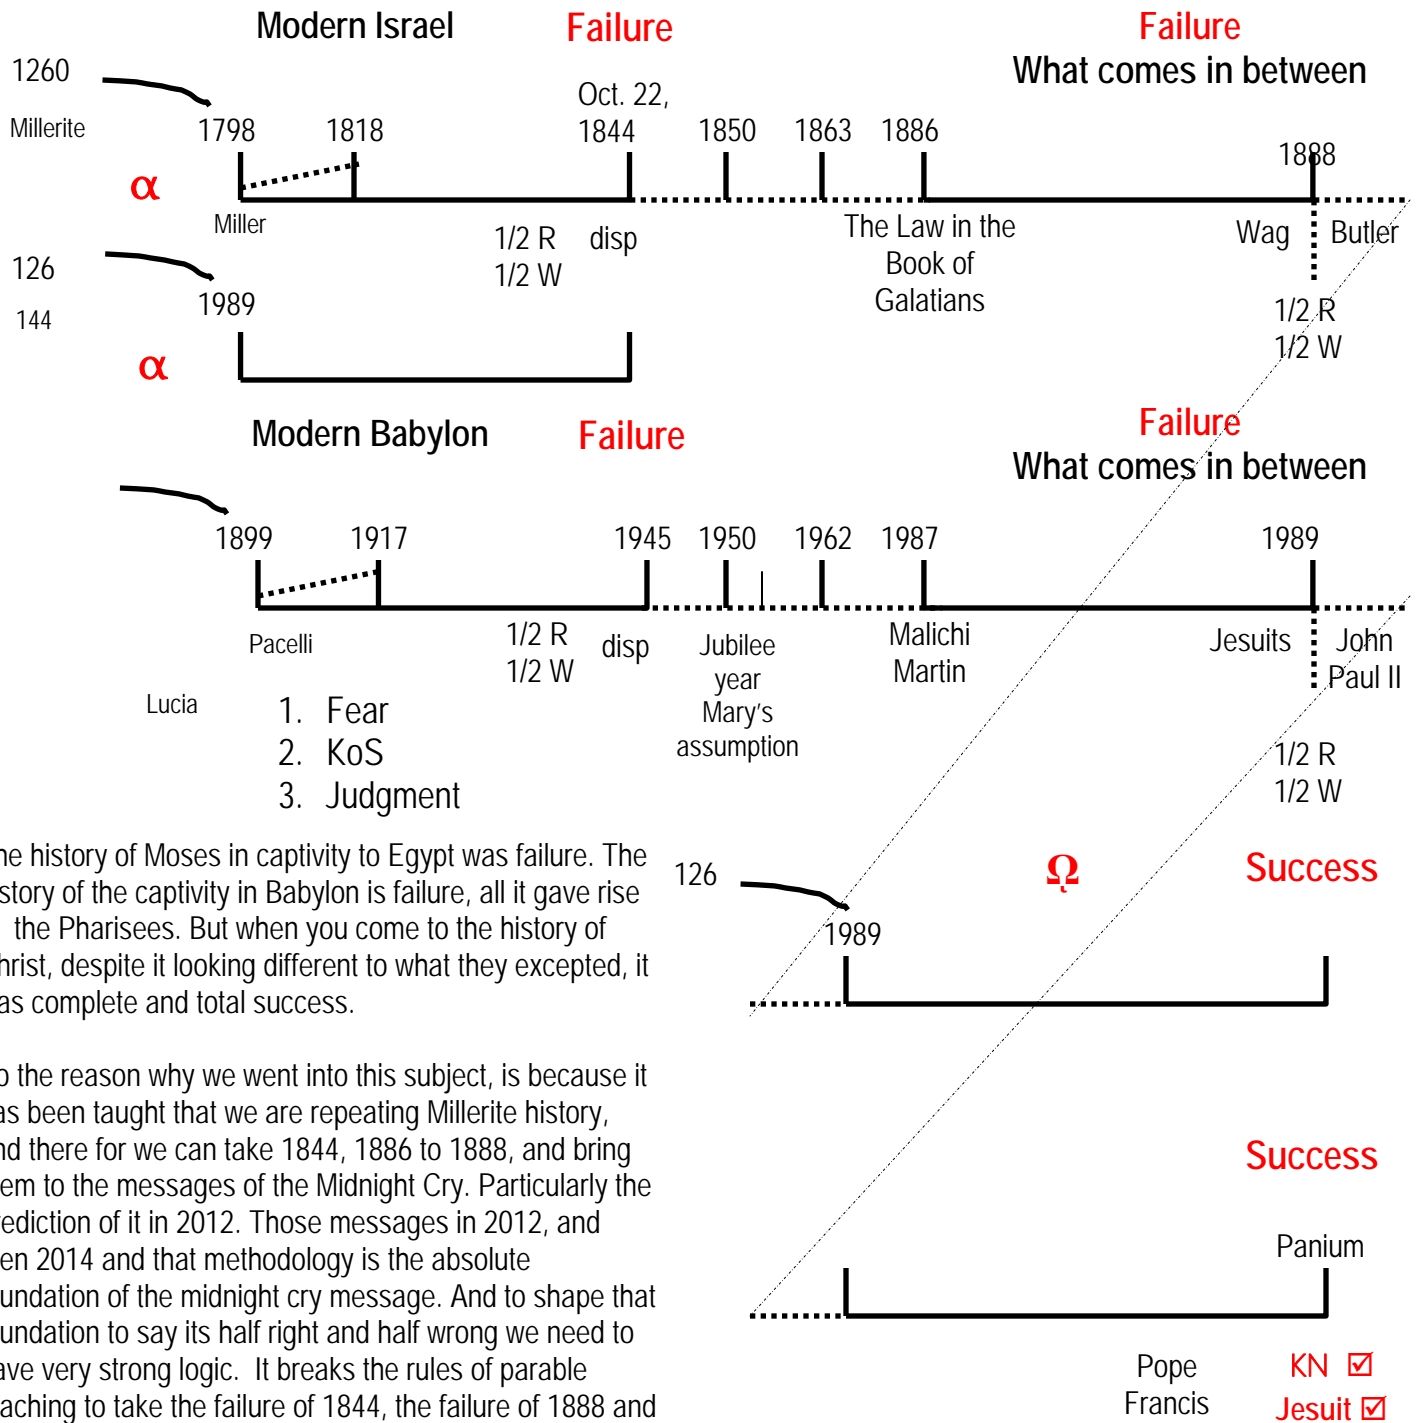 Modern Israel Failure Failure
What comes in between
1260
Millerite 1798 1818 Oct. 22,
1844 1850 1863 1886 1888
α
Miller 1/2 R
1/2 W disp The Law in the
Book of
Galatians Wag Butler
1/2 R
1/2 W
126
144
1989
α
Modern Babylon Failure Failure
What comes in between
1899 1917 1945 1950 1962 1987 1989
Pacelli 1/2 R
1/2 W disp Jubilee
year
Mary's
assumption Malichi
Martin Jesuits John
Paul II
1/2 R
1/2 W
Lucia
1. Fear
2. KoS
3. Judgment
he history of Moses in captivity to Egypt was failure. The
istory of the captivity in Babylon is failure, all it gave rise
the Pharisees. But when you come to the history of
hrist, despite it looking different to what they excepted, it
as complete and total success.
o the reason why we went into this subject, is because it
as been taught that we are repeating Millerite history,
nd there for we can take 1844, 1886 to 1888, and bring
em to the messages of the Midnight Cry. Particularly the
rediction of it in 2012. Those messages in 2012, and
en 2014 and that methodology is the absolute
undation of the midnight cry message. And to shape that
undation to say its half right and half wrong we need to
ave very strong logic. It breaks the rules of parable
aching to take the failure of 1844, the failure of 1888 and
126 Ω Success
1989
Success
Panium
Pope
Francis
KN ☑
Jesuit ☑